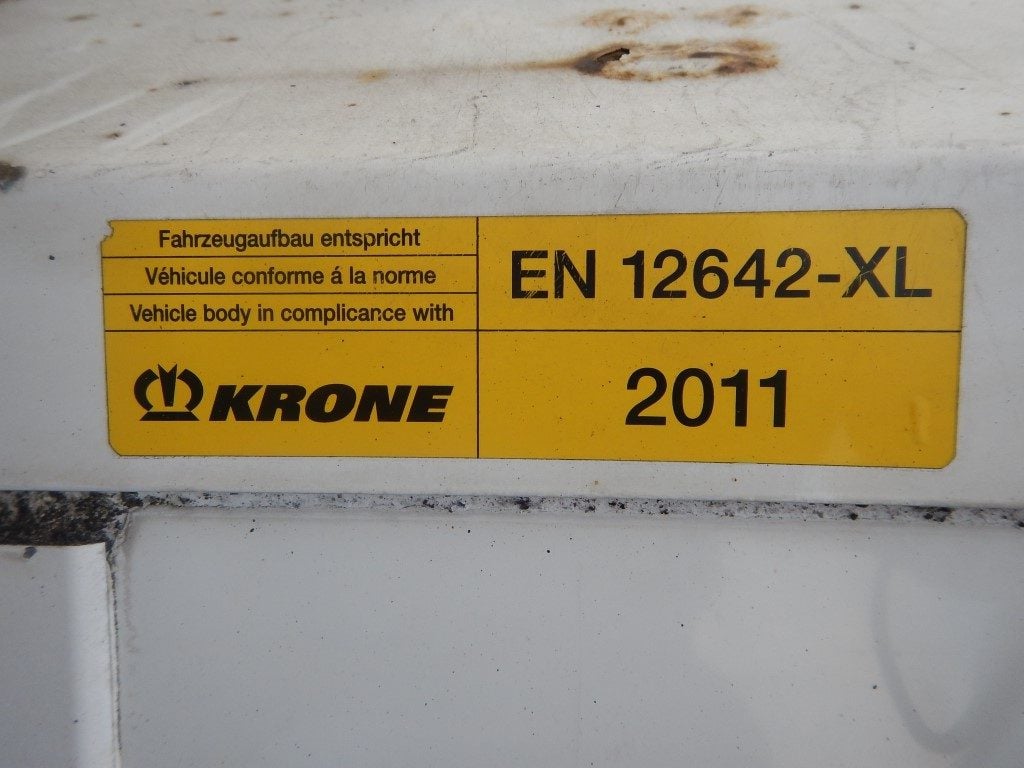 Fahrzeugaufbau entspricht
Véhicule conforme á la norme
Vehicle body in complicance with
EN 12642-XL
KRONE
2011